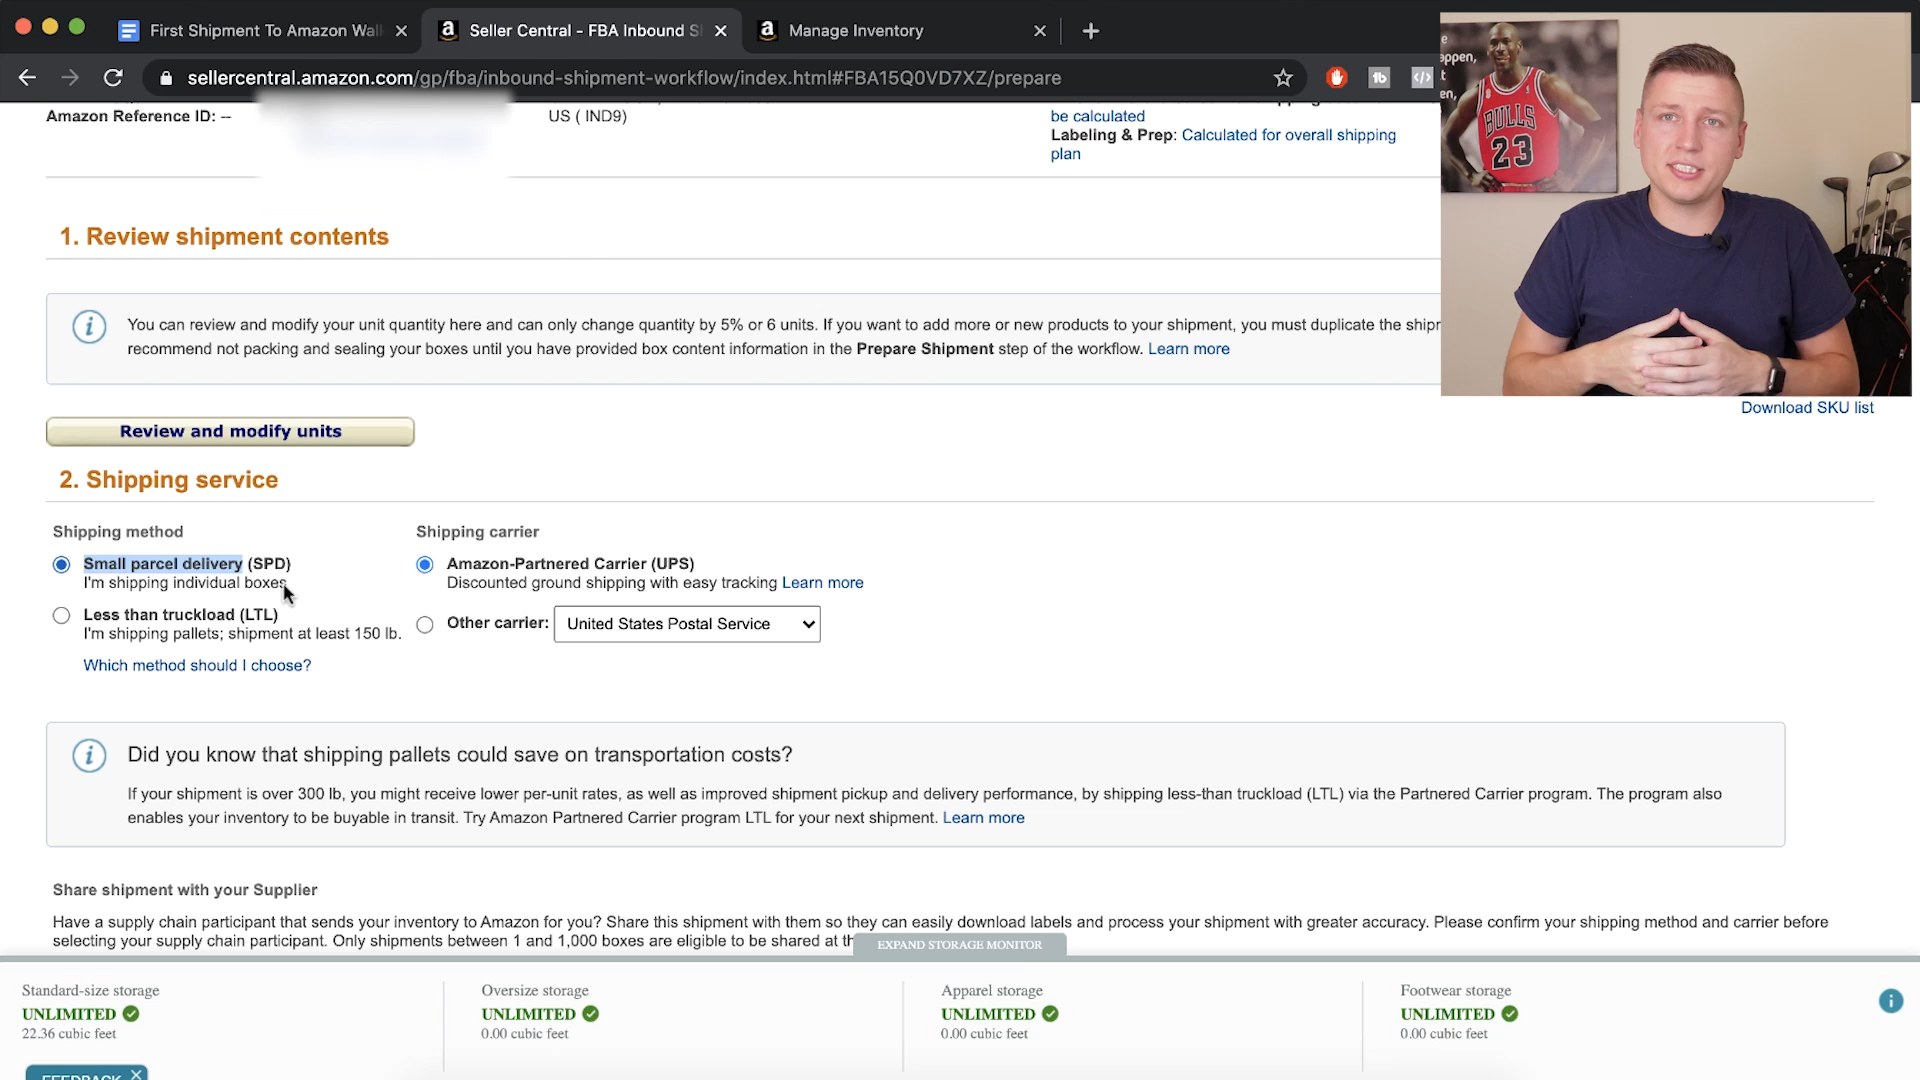 First Shipment To Amazon Wal
Seller Central - FBA Inbound S
Manage Inventory
sellercentral.amazon.com/gp/fba/inbound-shipment-workflow/index.html#FBA15Q0VD7XZ/prepare
Amazon Reference ID: --
US ( IND9)
be calculated
Labeling & Prep: Calculated for overall shipping
plan
BULLS
23
1. Review shipment contents
You can review and modify your unit quantity here and can only change quantity by 5% or 6 units. If you want to add more or new products to your shipment, you must duplicate the shipr
recommend not packing and sealing your boxes until you have provided box content information in the Prepare Shipment step of the workflow. Learn more
Download SKU list
Review and modify units
2. Shipping service
Shipping method
Shipping carrier
Small parcel delivery (SPD)
I'm shipping individual boxes
Amazon-Partnered Carrier (UPS)
Discounted ground shipping with easy tracking Learn more
Less than truckload (LTL)
I'm shipping pallets; shipment at least 150 lb.
Other carrier: United States Postal Service
Which method should I choose?
Did you know that shipping pallets could save on transportation costs?
If your shipment is over 300 lb, you might receive lower per-unit rates, as well as improved shipment pickup and delivery performance, by shipping less-than truckload (LTL) via the Partnered Carrier program. The program also
enables your inventory to be buyable in transit. Try Amazon Partnered Carrier program LTL for your next shipment. Learn more
Share shipment with your Supplier
Have a supply chain participant that sends your inventory to Amazon for you? Share this shipment with them so they can easily download labels and process your shipment with greater accuracy. Please confirm your shipping method and carrier before
selecting your supply chain participant. Only shipments between 1 and 1,000 boxes are eligible to be shared at th
EXPAND STORAGE MONITOR
Standard-size storage
UNLIMITED
22.36 cubic feet
Oversize storage
UNLIMITED
0.00 cubic feet
Apparel storage
UNLIMITED
0.00 cubic feet
Footwear storage
UNLIMITED
0.00 cubic feet
FEEDBACK